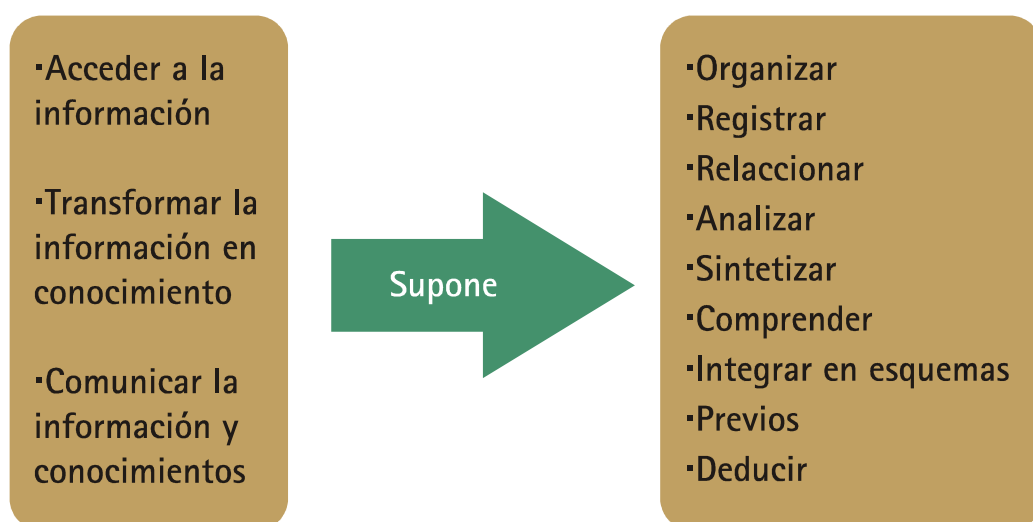 ·Acceder a la
información
·Transformar la
información en
conocimiento
·Comunicar la
información y
conocimientos
Supone
·Organizar
·Registrar
·Relaccionar
·Analizar
·Sintetizar
·Comprender
·Integrar en esquemas
·Previos
·Deducir